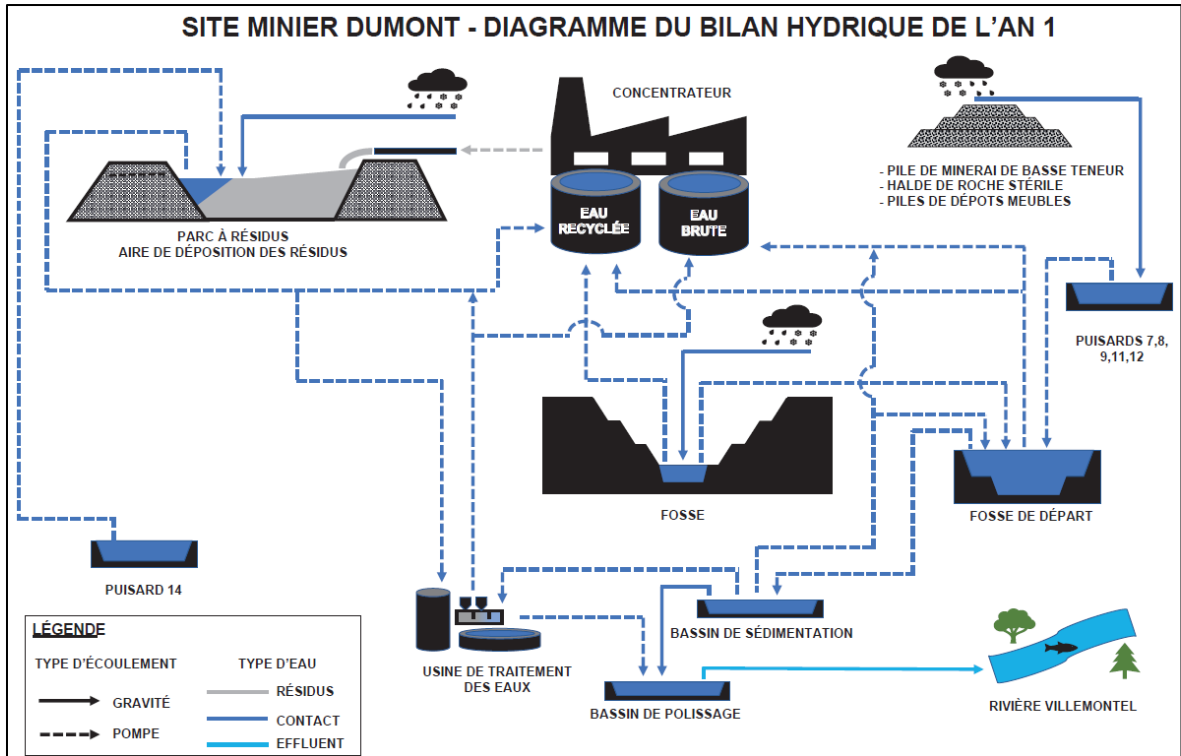 SITE MINIER DUMONT - DIAGRAMME DU BILAN HYDRIQUE DE L'AN 1
CONCENTRATEUR
- PILE DE MINERAI DE BASSE TENEUR
- HALDE DE ROCHE STÉRILE
- PILES DE DÉPOTS MEUBLES
EAU
RECYCLÉE
EAU
BRUTE
PARC À RÉSIDUS
AIRE DE DÉPOSITION DES RÉSIDUS
PUISARDS 7,8,
9,11,12
FOSSE
FOSSE DE DÉPART
PUISARD 14
BASSIN DE SÉDIMENTATION
USINE DE TRAITEMENT
DES EAUX
BASSIN DE POLISSAGE
RIVIÈRE VILLEMONTEL
LÉGENDE
TYPE D'ÉCOULEMENT
GRAVITÉ
POMPE
TYPE D'EAU
RÉSIDUS
CONTACT
EFFLUENT